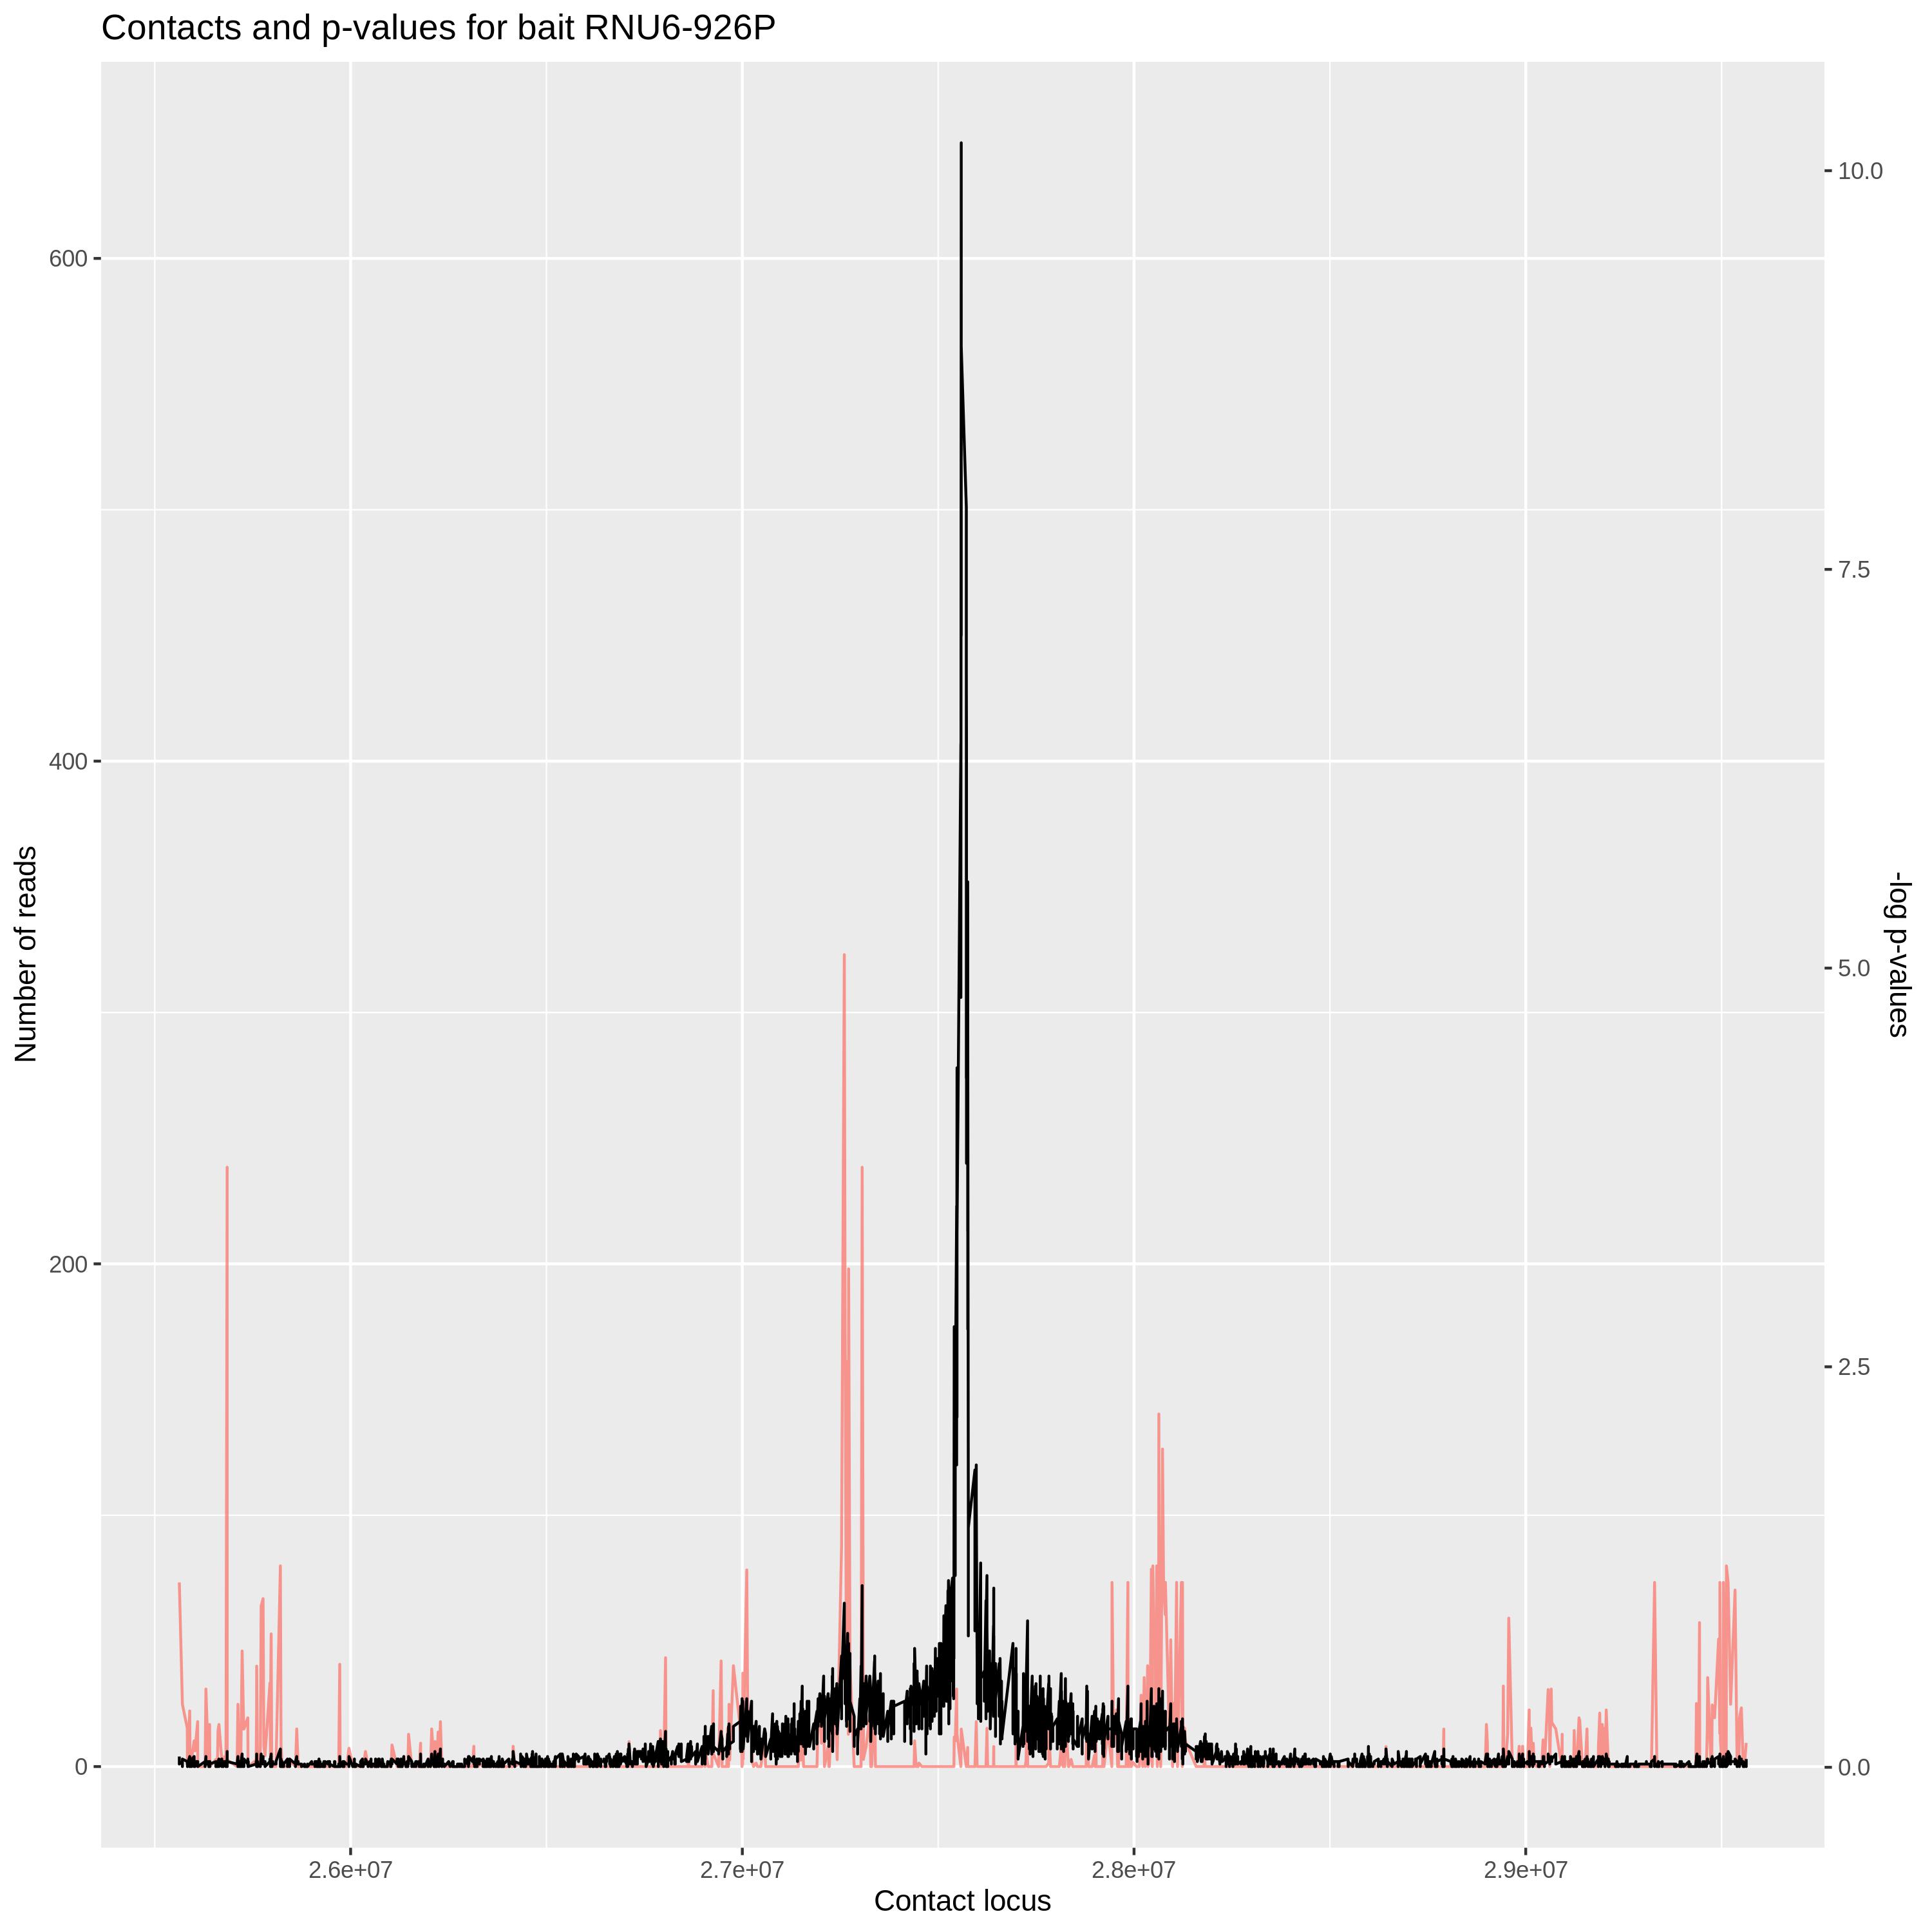 Contacts and p-values for bait RNU6-926P
Number of reads
600
400
200
0
10.0
7.5
5.0
2.5
0.0
-log p-values
2.6e+07
2.7e+07
2.8e+07
2.9e+07
Contact locus